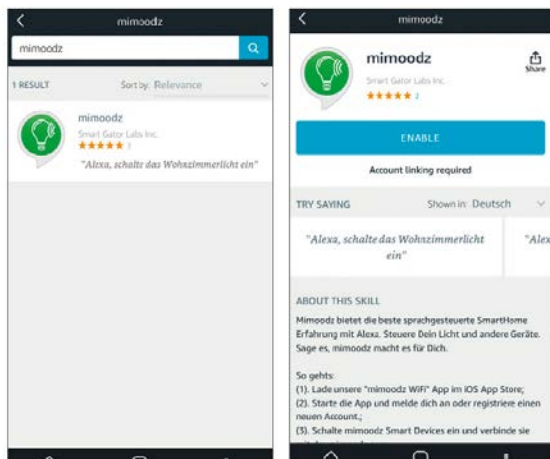 mimoodz
mimoodz
1 RESULT
Sort by: Relevance
mimoodz
Smart Gator Labs Inc.
"Alexa, schalte das Wohnzimmerlicht ein"
mimoodz
mimoodz
Share
Smart Gator Labs Inc.
2
ENABLE
Account linking required
TRY SAYING
Shown in: Deutsch
"Alexa, schalte das Wohnzimmerlicht
ein"
"Alex
ABOUT THIS SKILL
Mimoodz bietet die beste sprachgesteuerte SmartHome
Erfahrung mit Alexa. Steuere Dein Licht und andere Geräte.
Sage es, mimoodz macht es für Dich.
So gehts:
(1). Lade unsere "mimoodz WiFi" App im iOS App Store;
(2). Starte die App und melde dich an oder registriere einen
neuen Account.;
(3). Schalte mimoodz Smart Devices ein und verbinde sie